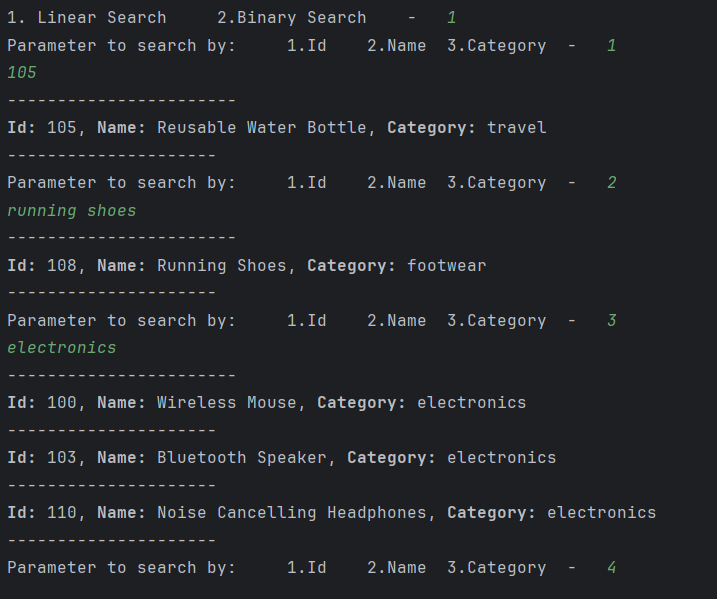 1. Linear Search     2.Binary Search    -   1
Parameter to search by:     1.Id    2.Name  3.Category  -   1
105
-----------------------
Id: 105, Name: Reusable Water Bottle, Category: travel
---------------------
Parameter to search by:     1.Id    2.Name  3.Category  -   2
running shoes
-----------------------
Id: 108, Name: Running Shoes, Category: footwear
---------------------
Parameter to search by:     1.Id    2.Name  3.Category  -   3
electronics
-----------------------
Id: 100, Name: Wireless Mouse, Category: electronics
---------------------
Id: 103, Name: Bluetooth Speaker, Category: electronics
---------------------
Id: 110, Name: Noise Cancelling Headphones, Category: electronics
---------------------
Parameter to search by:     1.Id    2.Name  3.Category  -   4